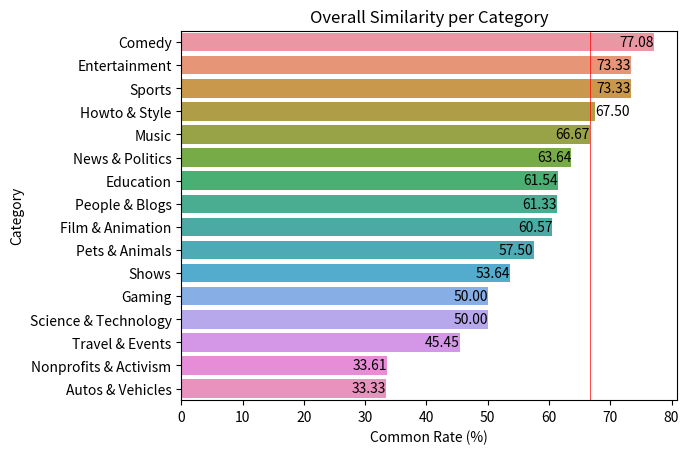 Overall Similarity per Category
Category
Comedy 77.08
Entertainment 73.33
Sports 73.33
Howto & Style 67.50
Music 66.67
News & Politics 63.64
Education 61.54
People & Blogs 61.33
Film & Animation 60.57
Pets & Animals 57.50
Shows 53.64
Gaming 50.00
Science & Technology 50.00
Travel & Events 45.45
Nonprofits & Activism 33.61
Autos & Vehicles 33.33
0 10 20 30 40 50 60 70 80
Common Rate (%)